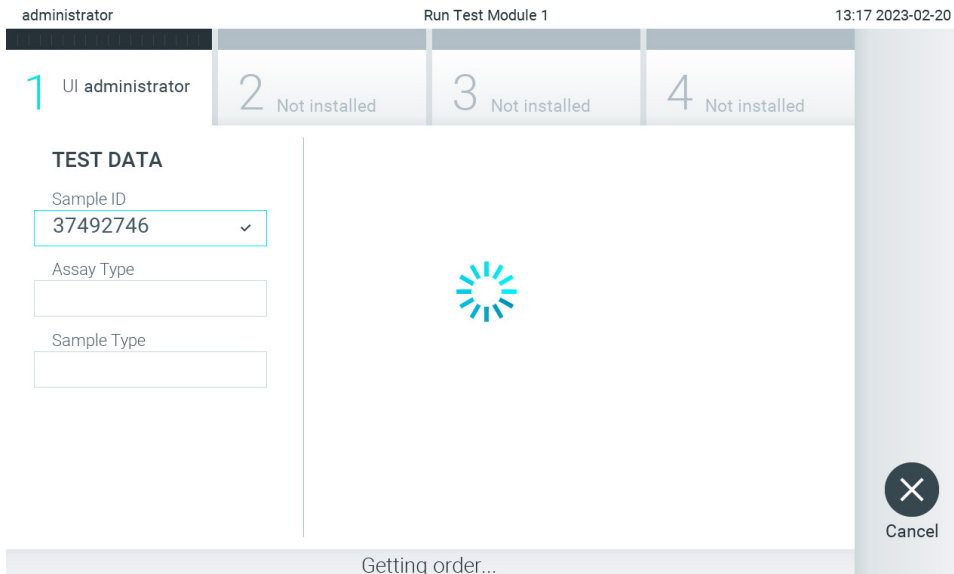 administrator
Run Test Module 1
13:17 2023-02-20
1 UI administrator
2 Not installed
3 Not installed
4 Not installed
TEST DATA
Sample ID
37492746
Assay Type
Sample Type
Cancel
Getting order...